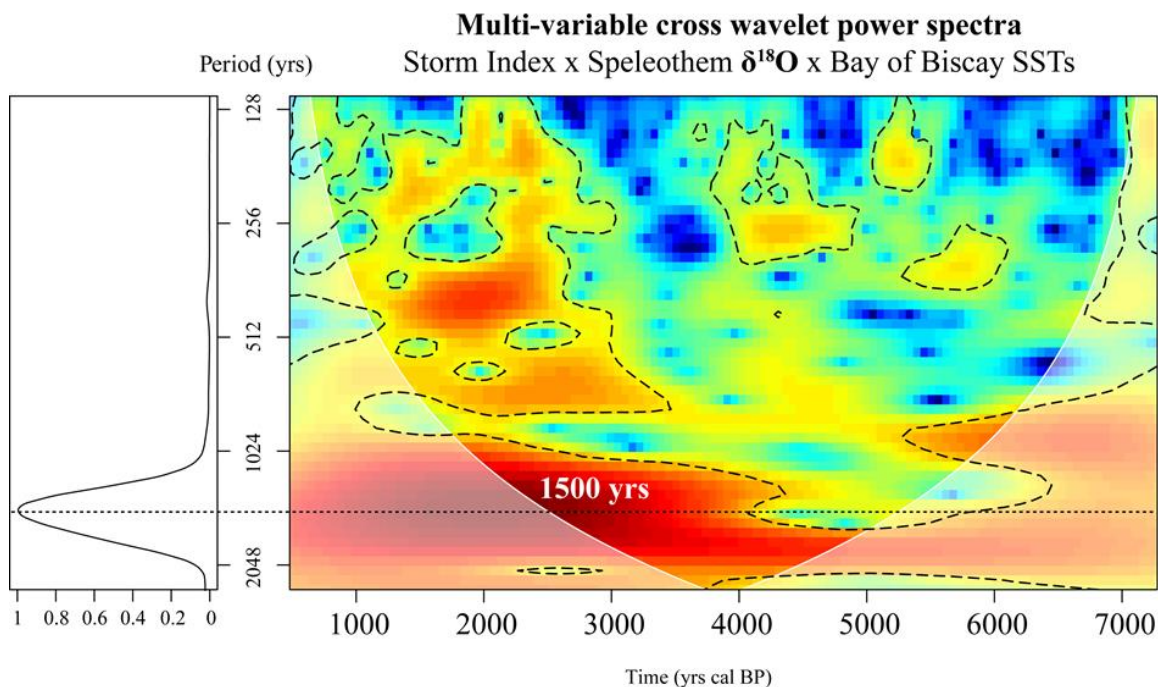 Multi-variable cross wavelet power spectra
Storm Index x Speleothem δ¹⁸O x Bay of Biscay SSTs
Period (yrs)
128
256
512
1024
2048
1500 yrs
1 0.8 0.6 0.4 0.2 0
1000 2000 3000 4000 5000 6000 7000
Time (yrs cal BP)